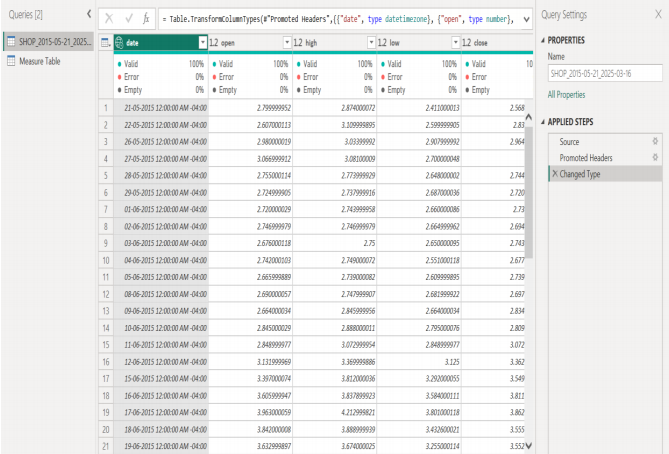 Queries [2]
SHOP_2015-05-21_2025...
Measure Table
fx = Table.TransformColumnTypes(#"Promoted Headers",{{"date", type datetimezone}, {"open", type number},
date 1.2 open 1.2 high 1.2 low 1.2 close
Valid 100% Valid 100% Valid 100% Valid 100% Valid 10
Error 0% Error 0% Error 0% Error 0% Error
Empty 0% Empty 0% Empty 0% Empty 0% Empty
1 21-05-2015 12:00:00 AM -04:00 2.799999952 2.874000072 2.411000013 2.568
2 22-05-2015 12:00:00 AM -04:00 2.607000113 3.109999895 2.599999905 2.83
3 26-05-2015 12:00:00 AM -04:00 2.980000019 3.03399992 2.907999992 2.964
4 27-05-2015 12:00:00 AM -04:00 3.066999912 3.08100009 2.700000048
5 28-05-2015 12:00:00 AM -04:00 2.755000114 2.773999929 2.648000002 2.744
6 29-05-2015 12:00:00 AM -04:00 2.724999905 2.737999916 2.687000036 2.720
7 01-06-2015 12:00:00 AM -04:00 2.720000029 2.743999958 2.660000086 2.73
8 02-06-2015 12:00:00 AM -04:00 2.746999979 2.746999979 2.664999962 2.694
9 03-06-2015 12:00:00 AM -04:00 2.676000118 2.75 2.650000095 2.743
10 04-06-2015 12:00:00 AM -04:00 2.742000103 2.749000072 2.551000118 2.677
11 05-06-2015 12:00:00 AM -04:00 2.665999889 2.739000082 2.609999895 2.739
12 08-06-2015 12:00:00 AM -04:00 2.690000057 2.747999907 2.681999922 2.697
13 09-06-2015 12:00:00 AM -04:00 2.664000034 2.845999956 2.664000034 2.834
14 10-06-2015 12:00:00 AM -04:00 2.845000029 2.888000011 2.795000076 2.809
15 11-06-2015 12:00:00 AM -04:00 2.848999977 3.072999954 2.848999977 3.072
16 12-06-2015 12:00:00 AM -04:00 3.131999969 3.369999886 3.125 3.362
17 15-06-2015 12:00:00 AM -04:00 3.397000074 3.812000036 3.292000055 3.549
18 16-06-2015 12:00:00 AM -04:00 3.605999947 3.837899923 3.584000111 3.811
19 17-06-2015 12:00:00 AM -04:00 3.963000059 4.212999821 3.801000118 3.862
20 18-06-2015 12:00:00 AM -04:00 3.842000008 3.888999939 3.432600021 3.555
21 19-06-2015 12:00:00 AM -04:00 3.632999897 3.674000025 3.255000114 3.552
Query Settings
PROPERTIES
Name
SHOP_2015-05-21_2025-03-16
All Properties
APPLIED STEPS
Source
Promoted Headers
Changed Type